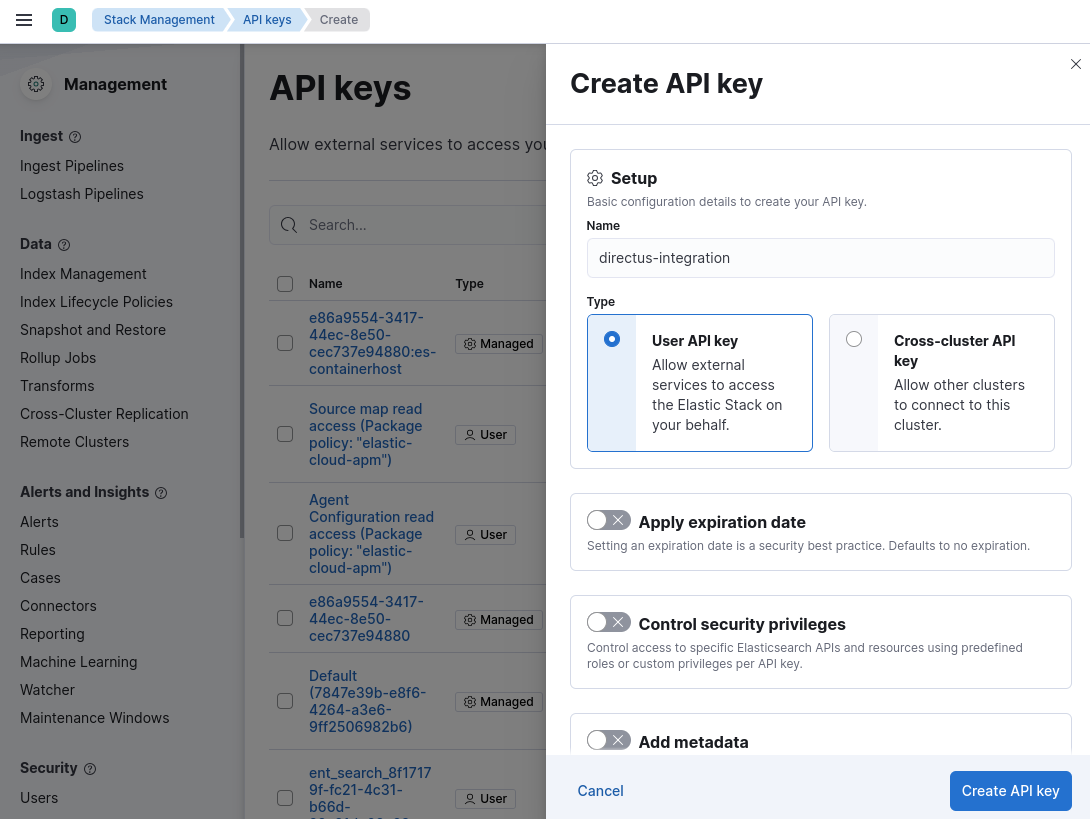 D
Stack Management
API keys
Create
Management
Ingest
Ingest Pipelines
Logstash Pipelines
Data
Index Management
Index Lifecycle Policies
Snapshot and Restore
Rollup Jobs
Transforms
Cross-Cluster Replication
Remote Clusters
Alerts and Insights
Alerts
Rules
Cases
Connectors
Reporting
Machine Learning
Watcher
Maintenance Windows
Security
Users
API keys
Allow external services to access you
Search...
Name
Type
e86a9554-3417-
44ec-8e50-
cec737e94880:es-
containerhost
Managed
Source map read
access (Package
policy: "elastic-
cloud-apm")
User
Agent
Configuration read
access (Package
policy: "elastic-
cloud-apm")
User
e86a9554-3417-
44ec-8e50-
cec737e94880
Managed
Default
(7847e39b-e8f6-
4264-a3e6-
9ff2506982b6)
Managed
ent_search_8f1717
9f-fc21-4c31-
b66d-
User
Create API key
Setup
Basic configuration details to create your API key.
Name
directus-integration
Type
User API key
Allow external
services to access
the Elastic Stack on
your behalf.
Cross-cluster API
key
Allow other clusters
to connect to this
cluster.
Apply expiration date
Setting an expiration date is a security best practice. Defaults to no expiration.
Control security privileges
Control access to specific Elasticsearch APIs and resources using predefined
roles or custom privileges per API key.
Add metadata
Cancel
Create API key